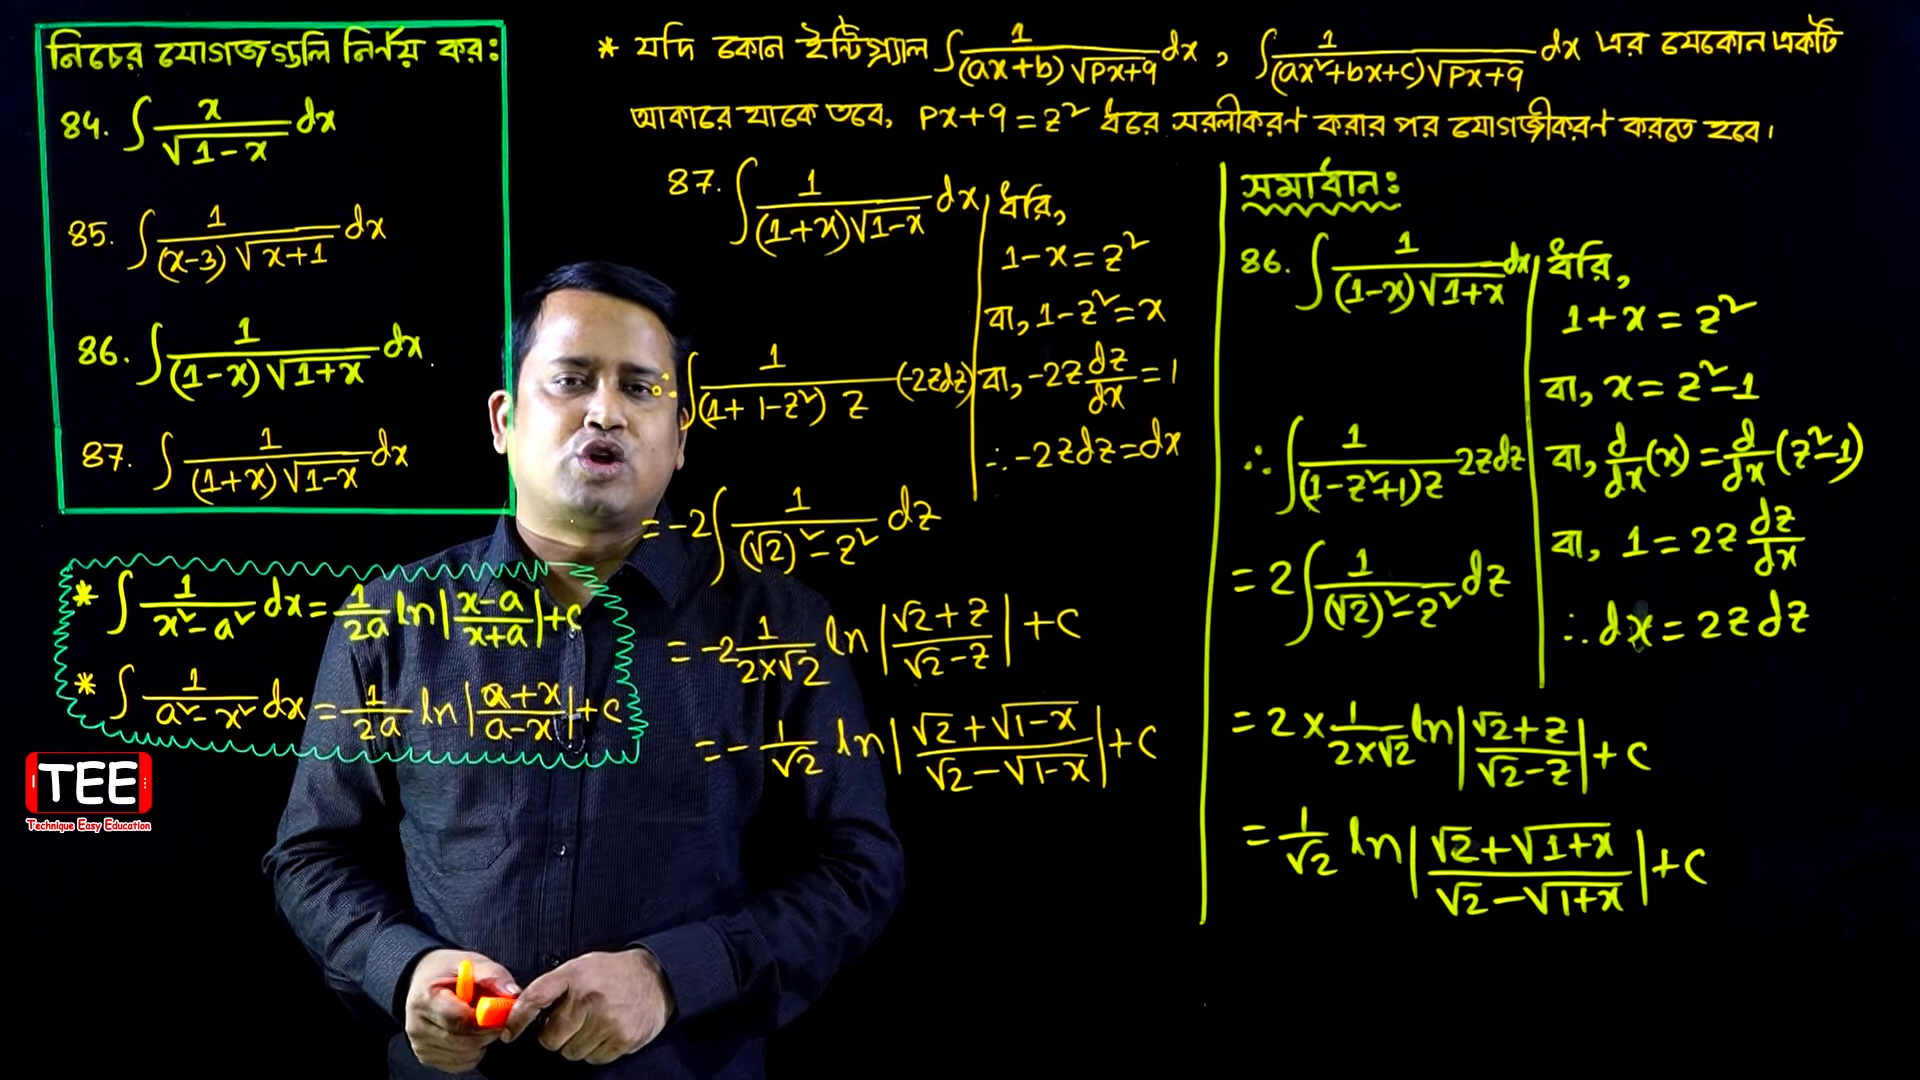 নিচের যোগজগুলি নির্ণয় কর:
84. ∫ x/√(1-x) dx
85. ∫ 1/((x-3)√(x+1)) dx
86. ∫ 1/((1-x)√(1+x)) dx.
87. ∫ 1/((1+x)√(1-x)) dx
* ∫ 1/(x²-a²) dx = 1/2a ln|(x-a)/(x+a)|+c
* ∫ 1/(a²-x²) dx = 1/2a ln|(a+x)/(a-x)|+c
TEE
Technique Easy Education
* যদি কোন ইন্টিগ্র্যাল ∫ 1/((ax+b)√(px+q)) dx , ∫ 1/((ax²+bx+c)√(px+q)) dx এর যেকোন একটি
আকারে থাকে তবে, px+q = z² ধরে সরলীকরণ করার পর যোগজীকরণ করতে হবে।
87. ∫ 1/((1+x)√(1-x)) dx
ধরি,
1-x = z²
বা, 1-z² = x
বা, -2z dz/dx = 1
∴ -2zdz = dx
∴ ∫ 1/((1+1-z²) z) (-2zdz)
= -2 ∫ 1/((√2)²-z²) dz
= -2 1/(2×√2) ln|(√2+z)/(√2-z)| + c
= - 1/√2 ln|(√2+√(1-x))/(√2-√(1-x))| + c
সমাধান:
86. ∫ 1/((1-x)√(1+x)) dx
ধরি,
1+x = z²
বা, x = z²-1
বা, d/dx (x) = d/dx (z²-1)
বা, 1 = 2z dz/dx
∴ dx = 2z dz
∴ ∫ 1/((1-z²+1)z) 2zdz
= 2 ∫ 1/((√2)²-z²) dz
= 2 × 1/(2×√2) ln|(√2+z)/(√2-z)| + c
= 1/√2 ln|(√2+√(1+x))/(√2-√(1+x))| + c